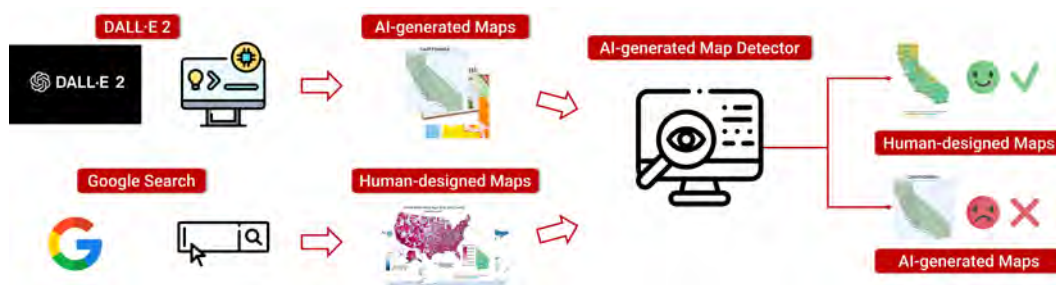 DALL·E 2
AI-generated Maps
AI-generated Map Detector
DALL·E 2
Human-designed Maps
Google Search
Human-designed Maps
AI-generated Maps